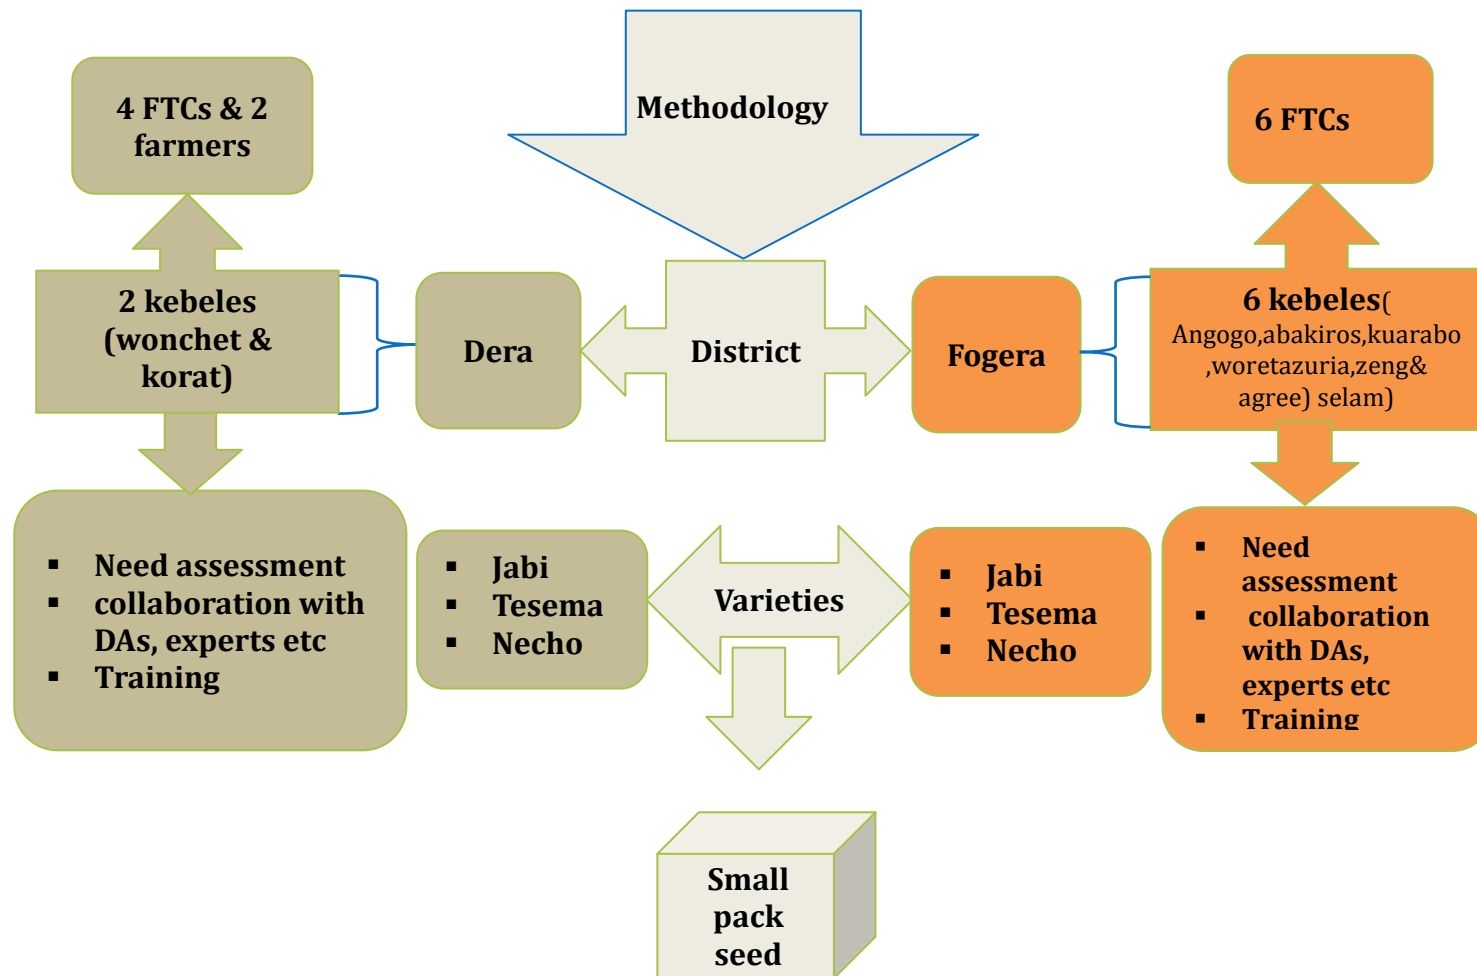 Methodology
4 FTCs & 2
farmers
6 FTCs
2 kebeles
(wonchet &
korat)
Dera
District
Fogera
6 kebeles(
Angogo,abakiros,kuarabo
,woretazuria,zeng&
agree) selam)
▪ Need assessment
▪ collaboration with
DAs, experts etc
▪ Training
▪ Jabi
▪ Tesema
▪ Necho
Varieties
▪ Jabi
▪ Tesema
▪ Necho
▪ Need
assessment
▪ collaboration
with DAs,
experts etc
▪ Training
Small
pack
seed